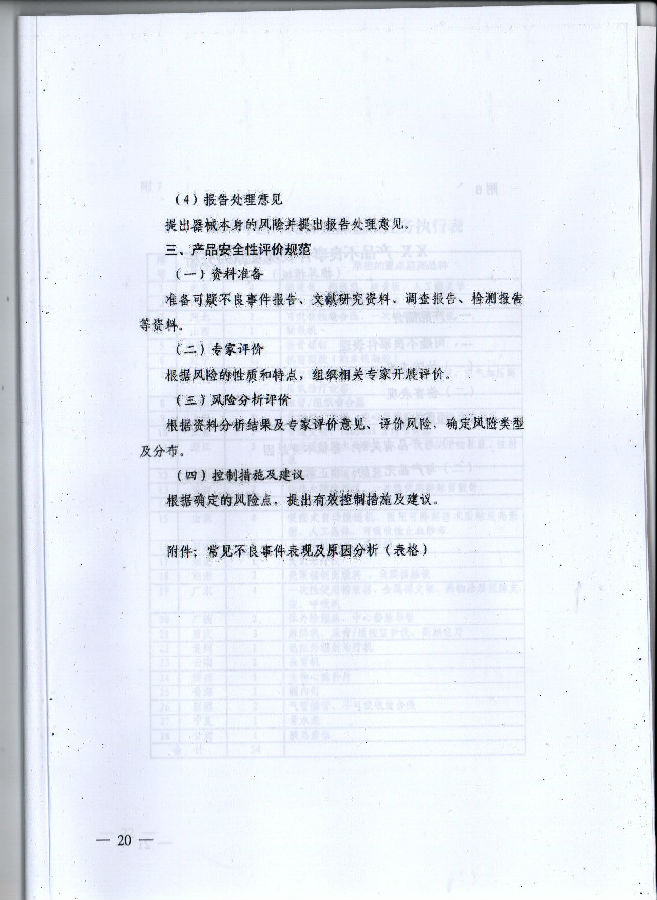 （4）报告处理意见
提出器械本身的风险并提出报告处理意见。
三、产品安全性评价规范
（一）资料准备
准备可疑不良事件报告、文献研究资料、调查报告、检测报告
等资料。
（二）专家评价
根据风险的性质和特点，组织相关专家开展评价。
（三）风险分析评价
根据资料分析结果及专家评价意见、评价风险、确定风险类型
及分布。
（四）控制措施及建议
根据确定的风险点，提出有效控制措施及建议。
附件：常见不良事件表现及原因分析（表格）
— 20 —